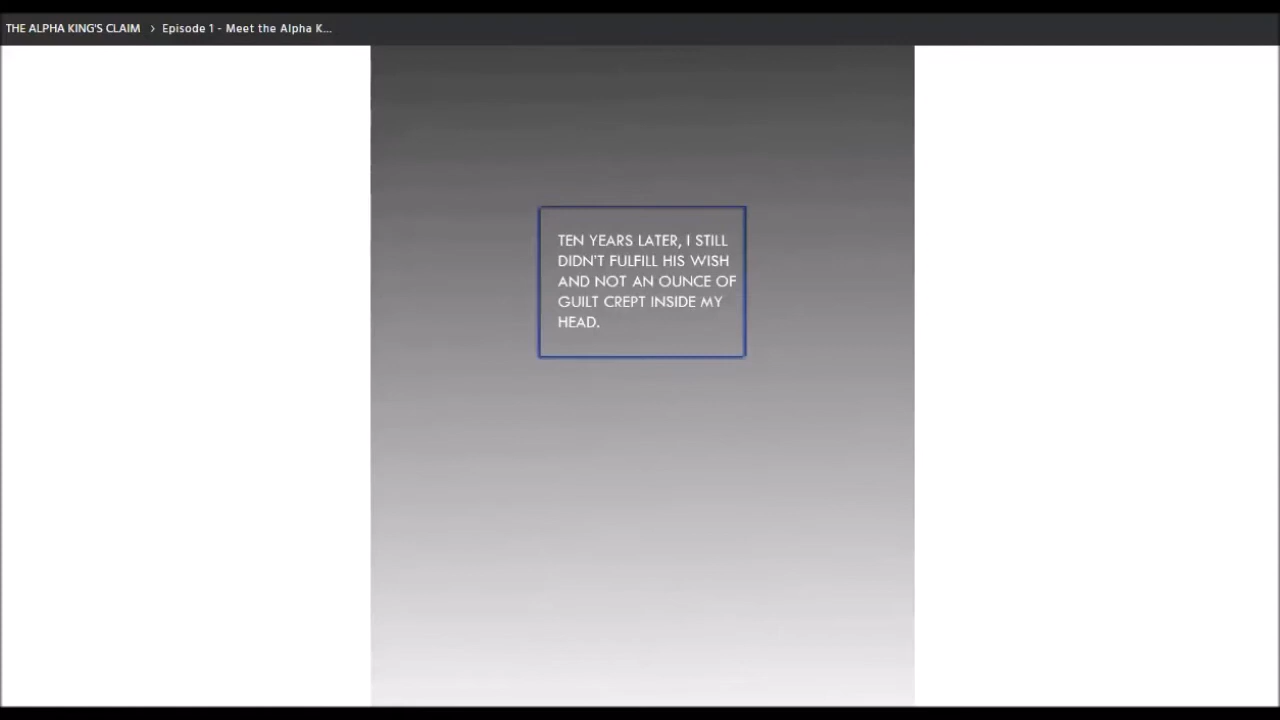 THE ALPHA KING'S CLAIM > Episode 1 - Meet the Alpha K...
TEN YEARS LATER, I STILL
DIDN'T FULFILL HIS WISH
AND NOT AN OUNCE OF
GUILT CREPT INSIDE MY
HEAD.